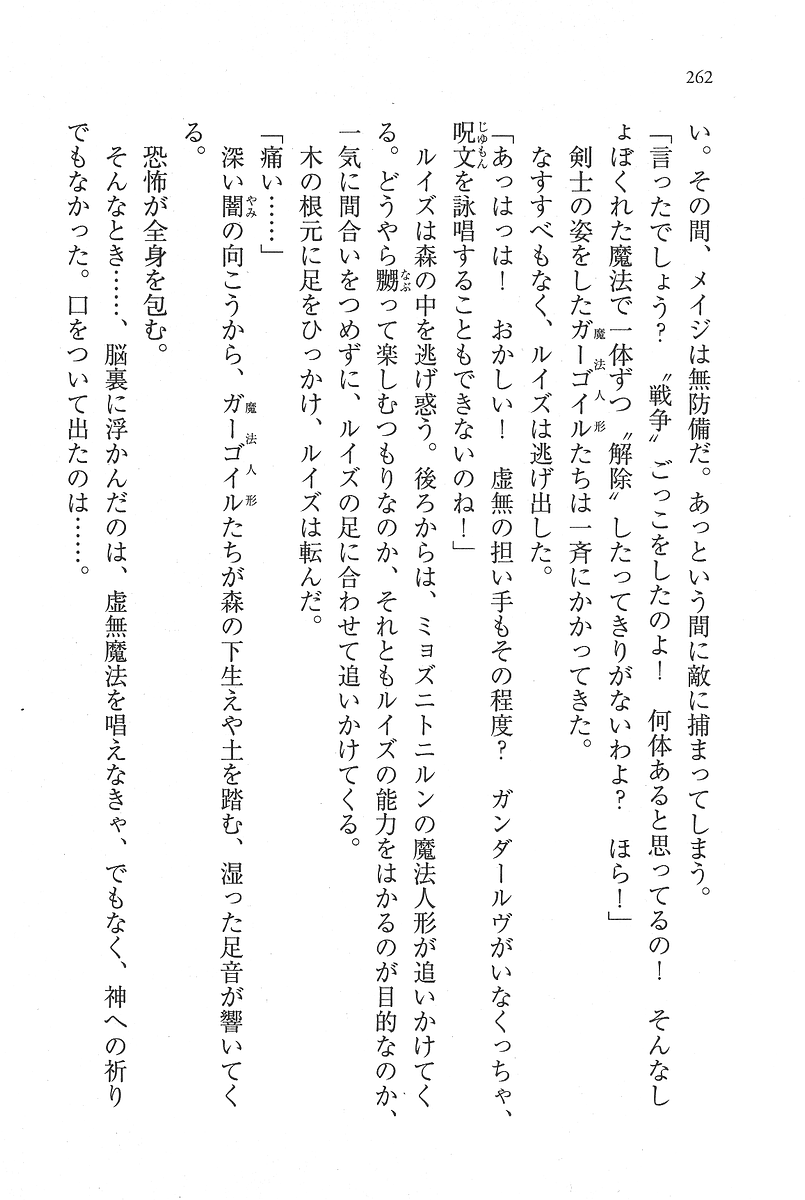 262
い。その間、メイジは無防備だ。あっという間に敵に捕まってしまう。
「言ったでしょう? 〝戦争〟ごっこをしたのよ! 何体あると思ってるの! そんなし
ょぼくれた魔法で一体ずつ〝解除〟したってきりがないわよ? ほら!」
剣士の姿をしたガーゴイル魔法人形たちは一斉にかかってきた。
なすすべもなく、ルイズは逃げ出した。
「あっはっは! おかしい! 虚無の担い手もその程度? ガンダールヴがいなくっちゃ、
呪文じゅもんを詠唱することもできないのね!」
ルイズは森の中を逃げ惑う。後ろからは、ミョズニトニルンの魔法人形が追いかけてく
る。どうやら嬲なぶって楽しむつもりなのか、それともルイズの能力をはかるのが目的なのか、
一気に間合いをつめずに、ルイズの足に合わせて追いかけてくる。
木の根元に足をひっかけ、ルイズは転んだ。
「痛い……」
深い闇やみの向こうから、ガーゴイル魔法人形たちが森の下生えや土を踏む、湿った足音が響いてく
る。
恐怖が全身を包む。
そんなとき……、脳裏に浮かんだのは、虚無魔法を唱えなきゃ、でもなく、神への祈り
でもなかった。口をついて出たのは……。